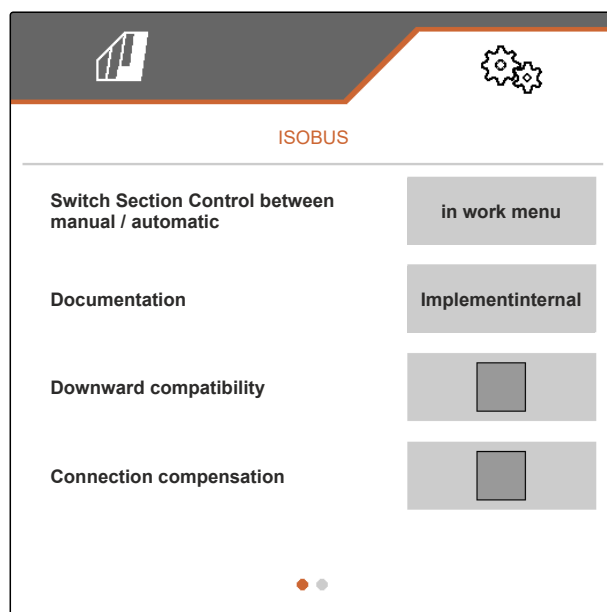 ISOBUS
Switch Section Control between
manual / automatic
in work menu
Documentation
Implementinternal
Downward compatibility
Connection compensation